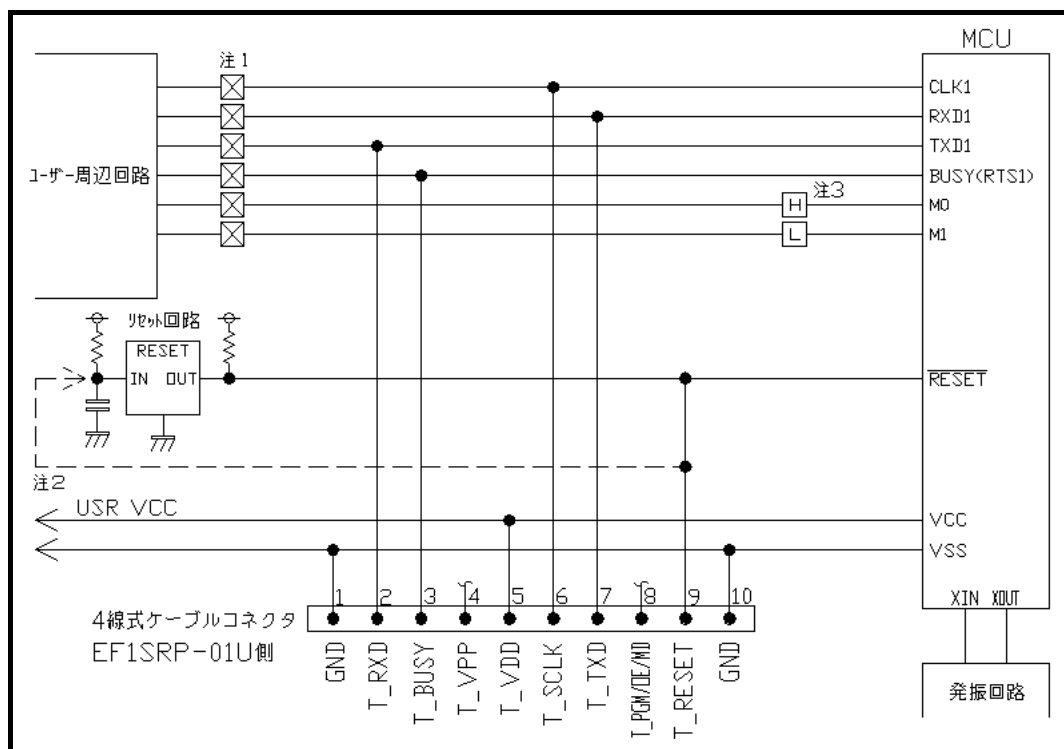 MCU
注1
CLK1
RXD1
TXD1
ユーザー周辺回路
BUSY(RTS1)
注3
H
M0
L
M1
リセット回路
RESET
IN OUT
RESET
注2
USR VCC
VCC
VSS
XIN XOUT
1 2 3 4 5 6 7 8 9 10
4線式ケーブルコネクタ
EF1SRP-01U側
GND
T_RXD
T_BUSY
T_VPP
T_VDD
T_SCLK
T_TXD
T_PGM/OE/MD
T_RESET
GND
発振回路